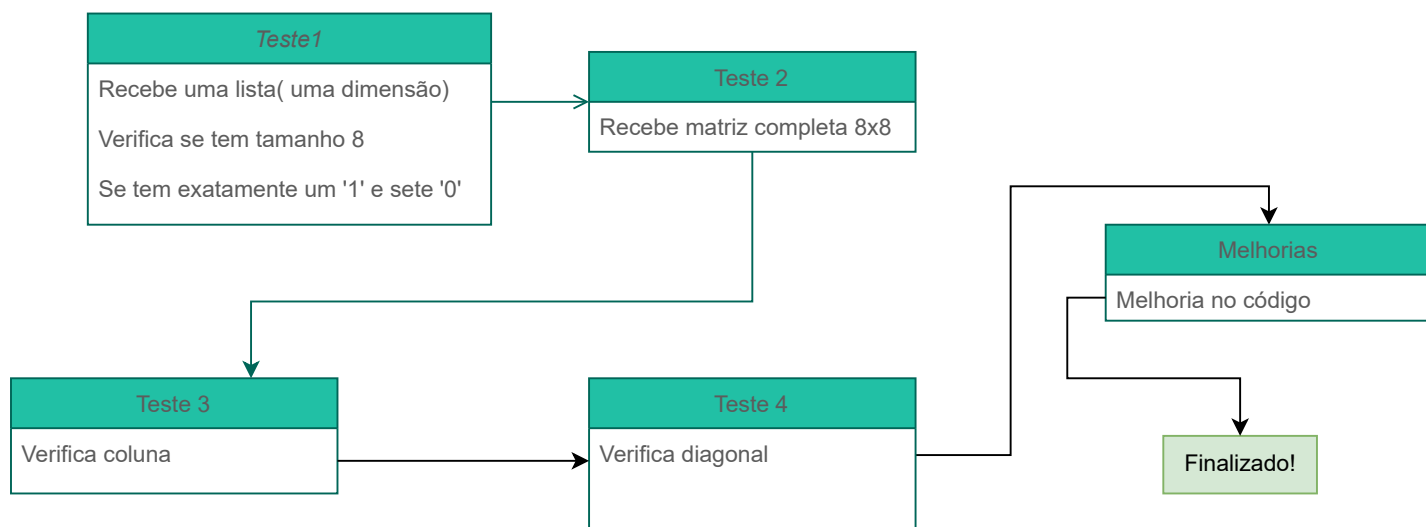 Teste1
Recebe uma lista( uma dimensão)
Verifica se tem tamanho 8
Se tem exatamente um '1' e sete '0'
Teste 2
Recebe matriz completa 8x8
Teste 3
Verifica coluna
Teste 4
Verifica diagonal
Melhorias
Melhoria no código
Finalizado!